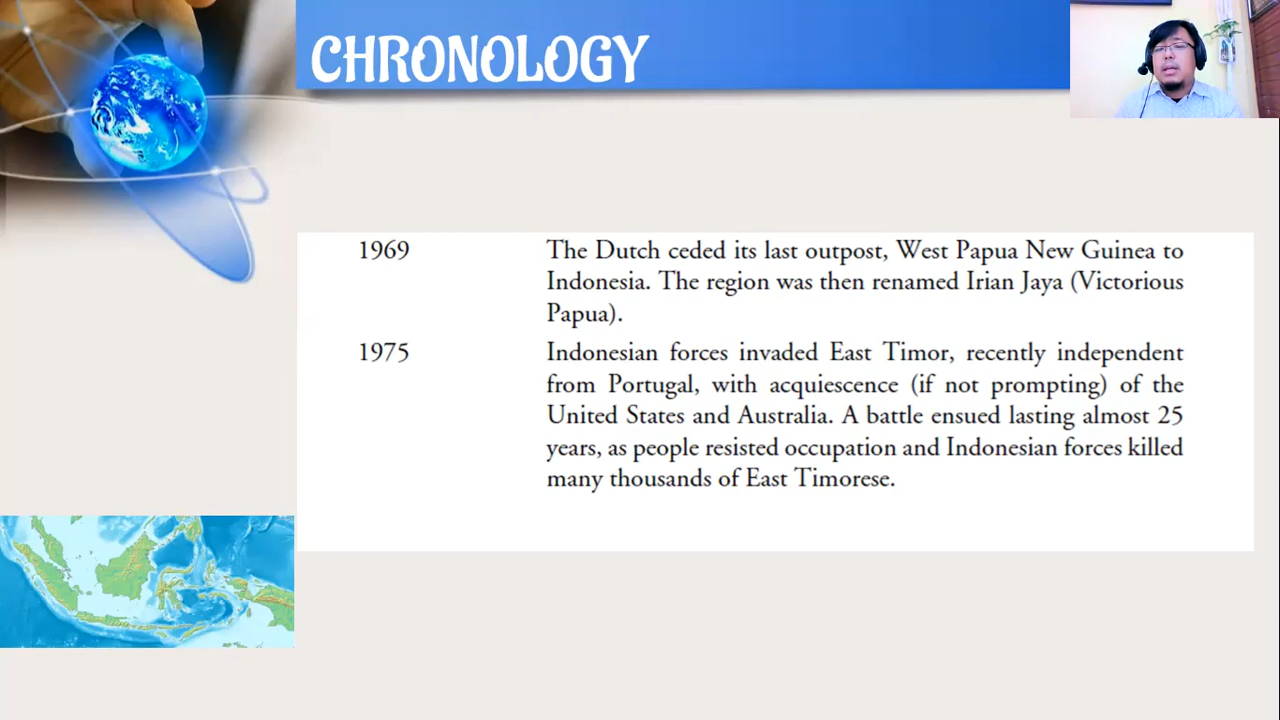 CHRONOLOGY
1969 The Dutch ceded its last outpost, West Papua New Guinea to
Indonesia. The region was then renamed Irian Jaya (Victorious
Papua).
1975 Indonesian forces invaded East Timor, recently independent
from Portugal, with acquiescence (if not prompting) of the
United States and Australia. A battle ensued lasting almost 25
years, as people resisted occupation and Indonesian forces killed
many thousands of East Timorese.